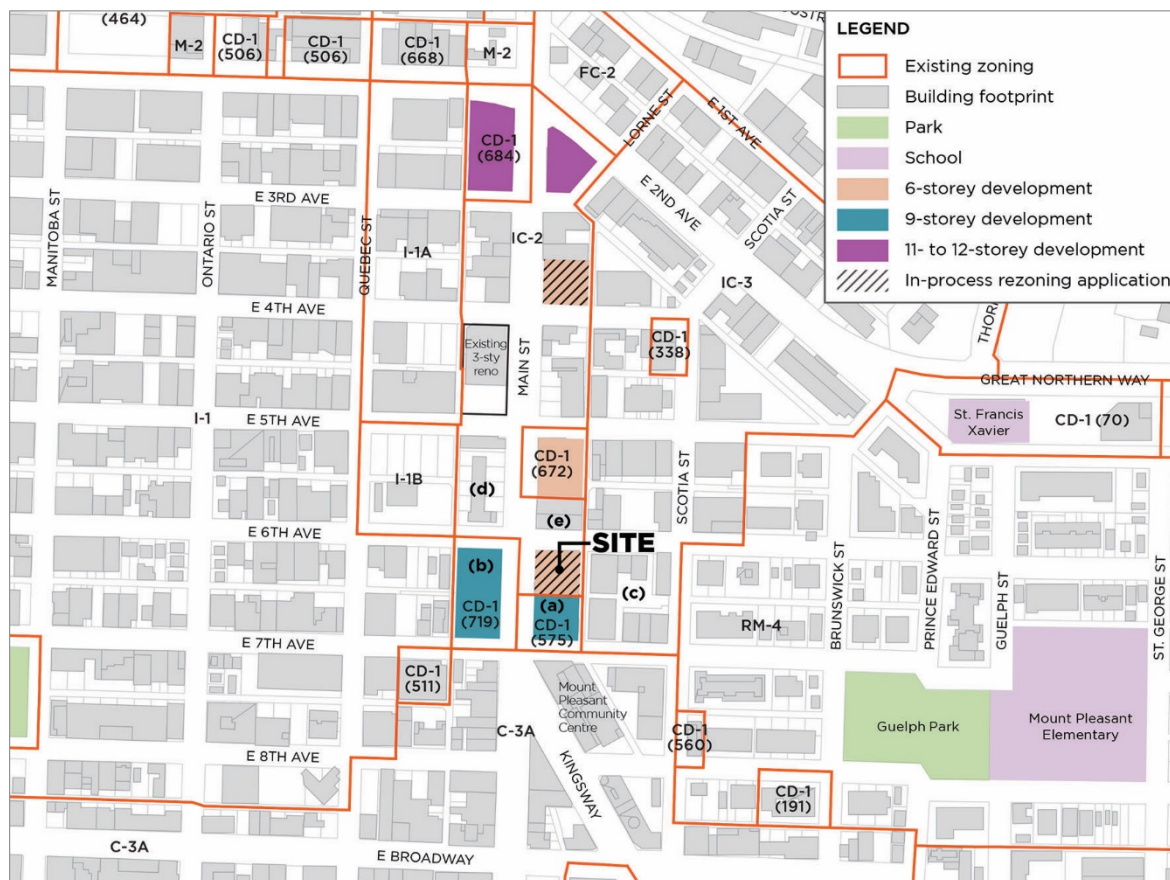 (464)
M-2
CD-1
(506)
CD-1
(506)
CD-1
(668)
M-2
FC-2
LORNE ST
E 1ST AVE
LEGEND
Existing zoning
Building footprint
Park
School
6-storey development
9-storey development
11- to 12-storey development
In-process rezoning application
CD-1
(684)
E 3RD AVE
E 2ND AVE
SCOTIA ST
MANITOBA ST
ONTARIO ST
QUEBEC ST
I-1A
IC-2
IC-3
E 4TH AVE
Existing
3-sty
reno
MAIN ST
CD-1
(338)
THOR
GREAT NORTHERN WAY
I-1
E 5TH AVE
St. Francis
Xavier
CD-1 (70)
CD-1
(672)
I-1B
(d)
(e)
SCOTIA ST
E 6TH AVE
SITE
(b)
(a)
(c)
CD-1
(719)
CD-1
(575)
RM-4
BRUNSWICK ST
PRINCE EDWARD ST
GUELPH ST
ST. GEORGE ST
E 7TH AVE
CD-1
(511)
Mount
Pleasant
Community
Centre
Guelph Park
Mount Pleasant
Elementary
C-3A
KINGSWAY
CD-1
(560)
E 8TH AVE
CD-1
(191)
C-3A
E BROADWAY